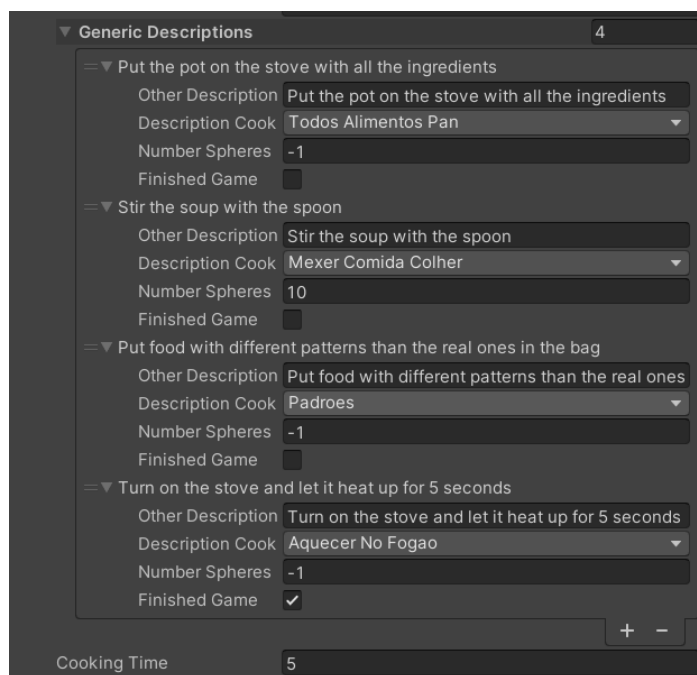 Generic Descriptions 4
Put the pot on the stove with all the ingredients
Other Description Put the pot on the stove with all the ingredients
Description Cook Todos Alimentos Pan
Number Spheres -1
Finished Game
Stir the soup with the spoon
Other Description Stir the soup with the spoon
Description Cook Mexer Comida Colher
Number Spheres 10
Finished Game
Put food with different patterns than the real ones in the bag
Other Description Put food with different patterns than the real ones
Description Cook Padroes
Number Spheres -1
Finished Game
Turn on the stove and let it heat up for 5 seconds
Other Description Turn on the stove and let it heat up for 5 seconds
Description Cook Aquecer No Fogao
Number Spheres -1
Finished Game
Cooking Time 5